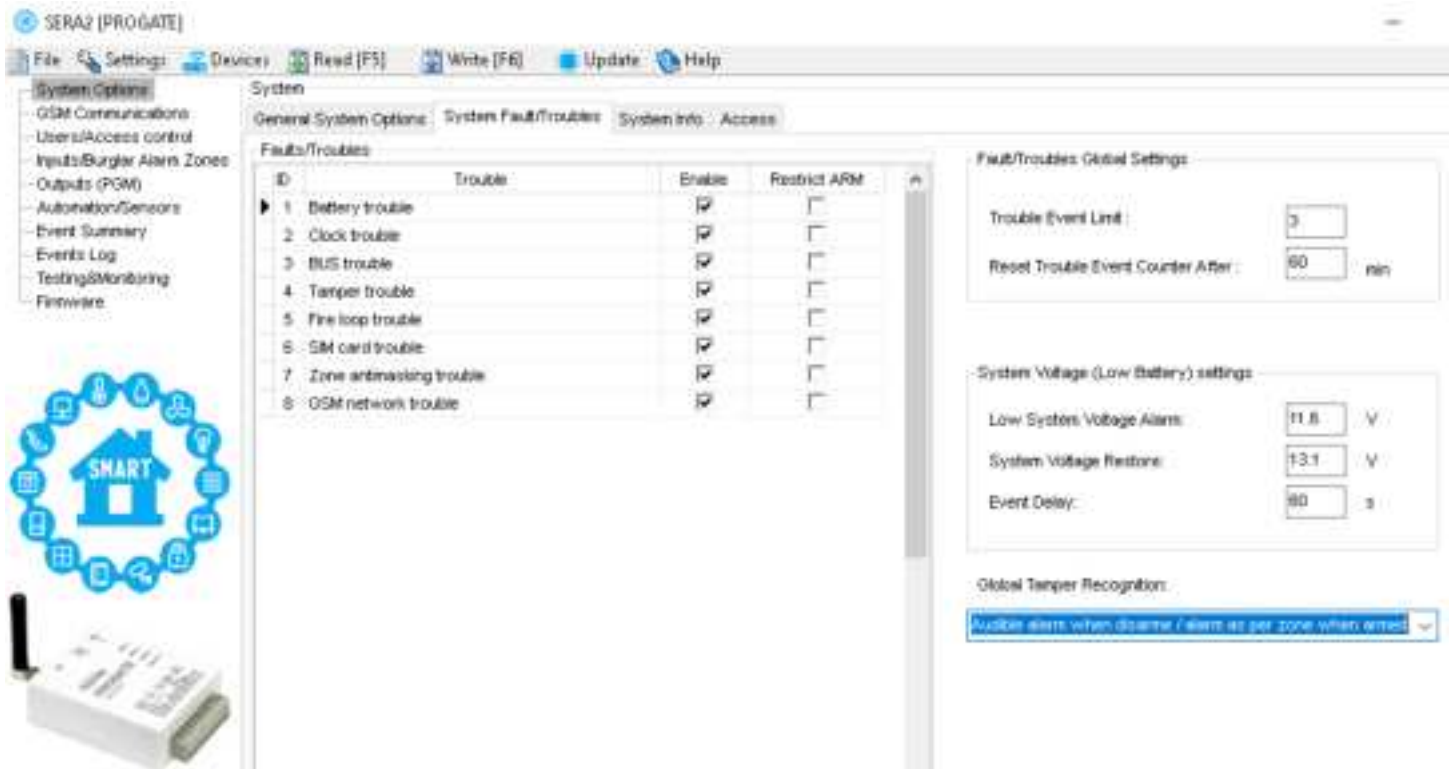 SERA2 [PROGATE]
File Settings Devices Read [F5] Write [F6] Update Help
System Options
GSM Communications
Users/Access control
Inputs/Burglar Alarm Zones
Outputs (PGM)
Automation/Sensors
Event Summary
Events Log
Testing&Monitoring
Firmware
SMART
System
General System Options System Fault/Troubles System Info Access
Faults/Troubles
ID Trouble Enable Restrict ARM
1 Battery trouble
2 Clock trouble
3 BUS trouble
4 Tamper trouble
5 Fire loop trouble
6 SIM card trouble
7 Zone antimasking trouble
8 GSM network trouble
Fault/Troubles Global Settings
Trouble Event Limit : 3
Reset Trouble Event Counter After : 60 min
System Voltage (Low Battery) settings
Low System Voltage Alarm: V
System Voltage Restore: 13.1 V
Event Delay: s
Global Tamper Recognition:
Audible alarm when disarme / alarm as per zone when armed